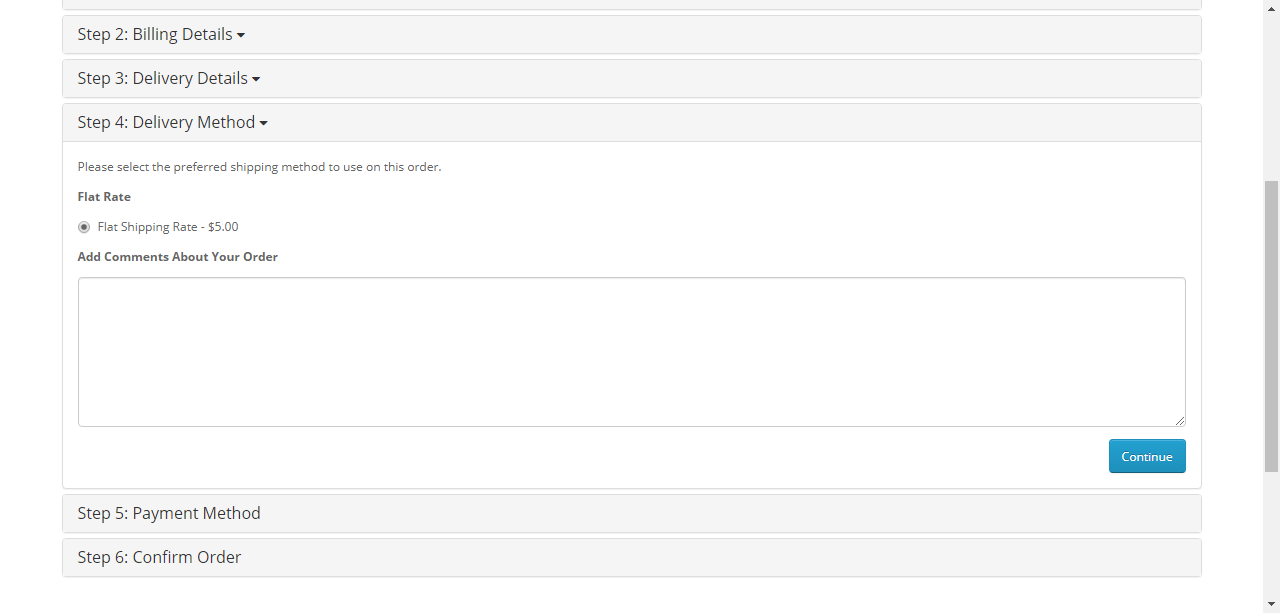 Step 2: Billing Details
Step 3: Delivery Details
Step 4: Delivery Method
Please select the preferred shipping method to use on this order.
Flat Rate
Flat Shipping Rate - $5.00
Add Comments About Your Order
Continue
Step 5: Payment Method
Step 6: Confirm Order